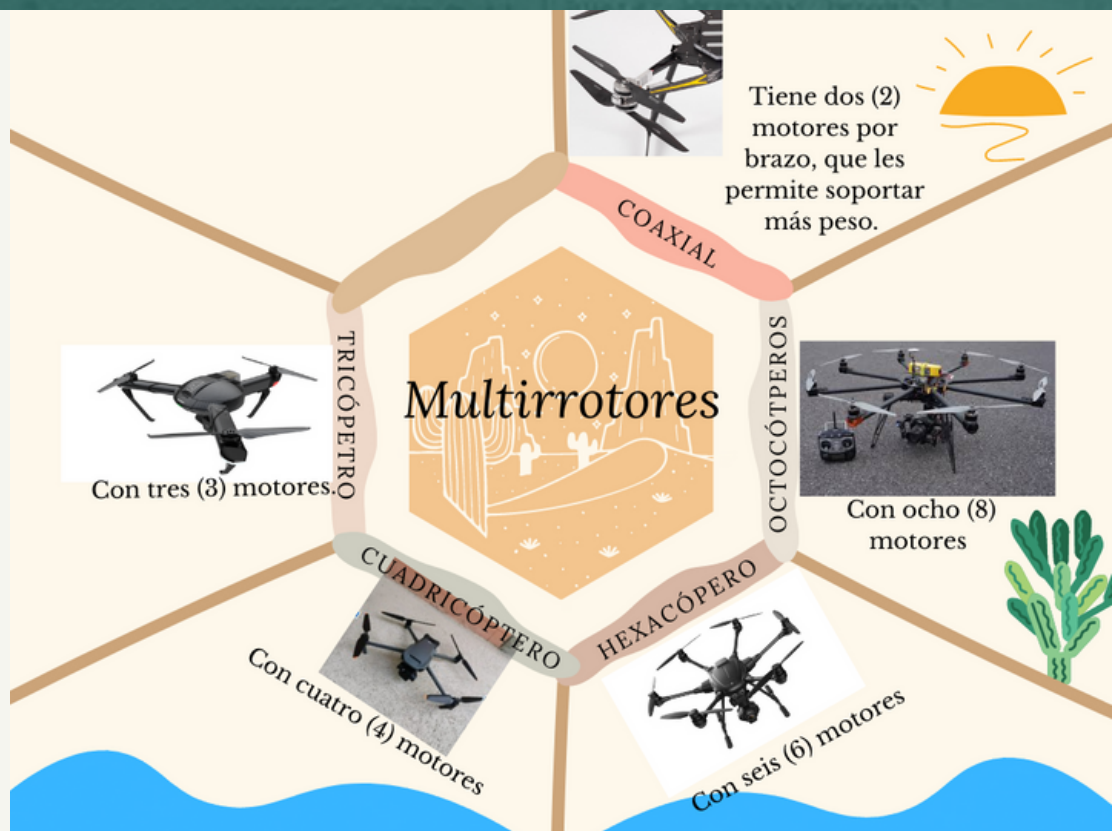 Multirrotores
COAXIAL
Tiene dos (2)
motores por
brazo, que les
permite soportar
más peso.
OCTOCÓTPEROS
Con ocho (8)
motores
HEXACÓPERO
Con seis (6) motores
CUADRICÓPTERO
Con cuatro (4) motores
TRICÓPETRO
Con tres (3) motores.